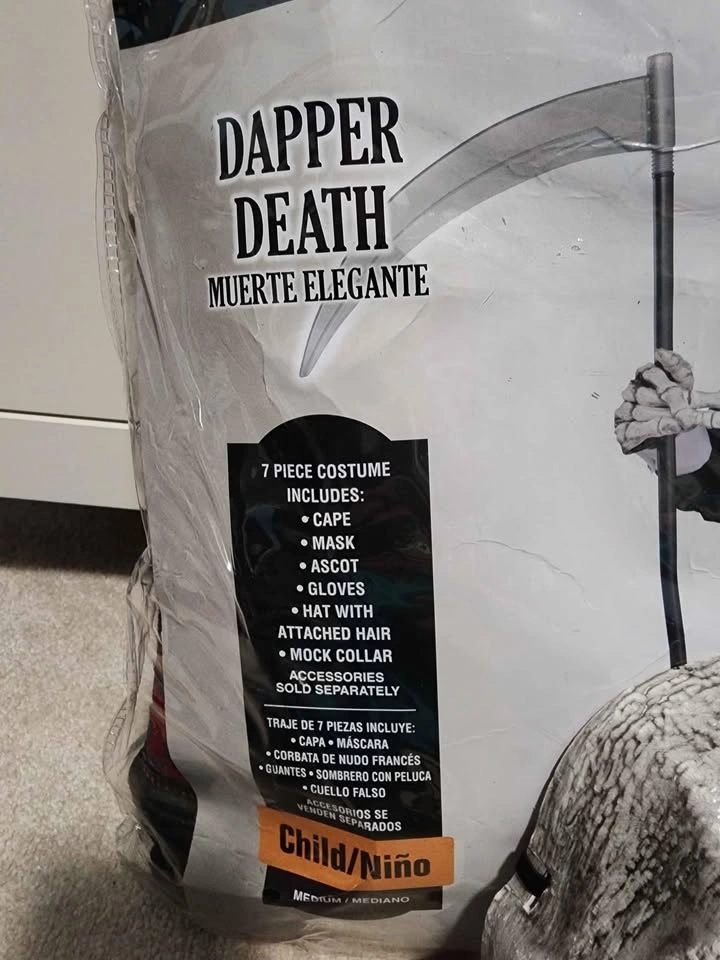 DAPPER
DEATH
MUERTE ELEGANTE
7 PIECE COSTUME
INCLUDES:
• CAPE
• MASK
• ASCOT
• GLOVES
• HAT WITH
ATTACHED HAIR
• MOCK COLLAR
ACCESSORIES
SOLD SEPARATELY
TRAJE DE 7 PIEZAS INCLUYE:
• CAPA • MÁSCARA
• CORBATA DE NUDO FRANCÉS
• GUANTES • SOMBRERO CON PELUCA
• CUELLO FALSO
ACCESORIOS SE
VENDEN SEPARADOS
Child/Niño
MEDIUM / MEDIANO